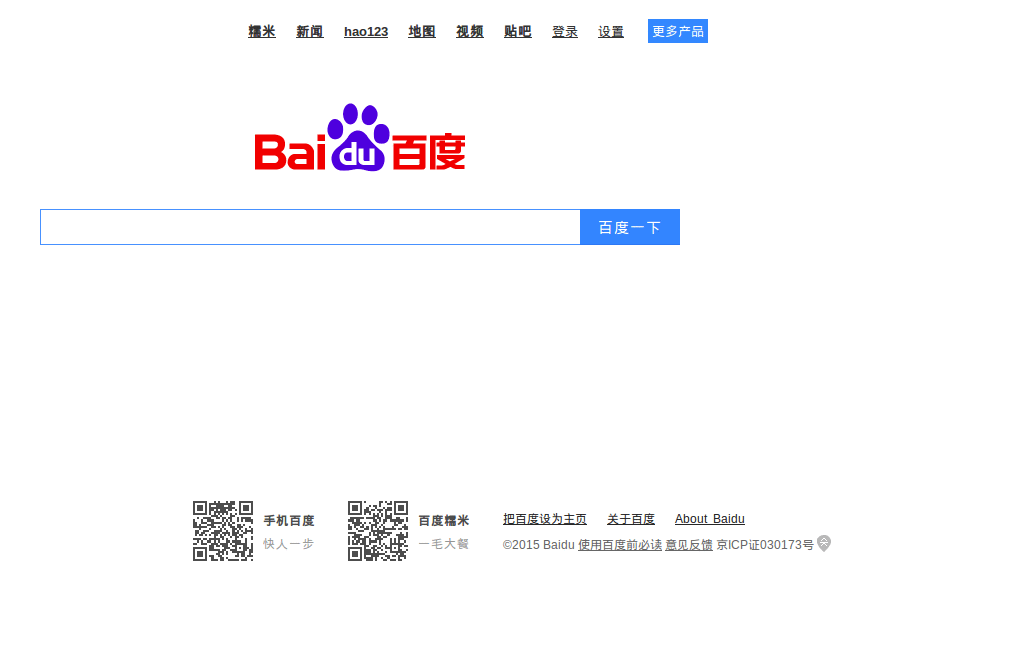 糯米 新闻 hao123 地图 视频 贴吧 登录 设置 更多产品
Bai du 百度
百度一下
手机百度 百度糯米 把百度设为主页 关于百度 About Baidu
快人一步 一毛大餐 ©2015 Baidu 使用百度前必读 意见反馈 京ICP证030173号